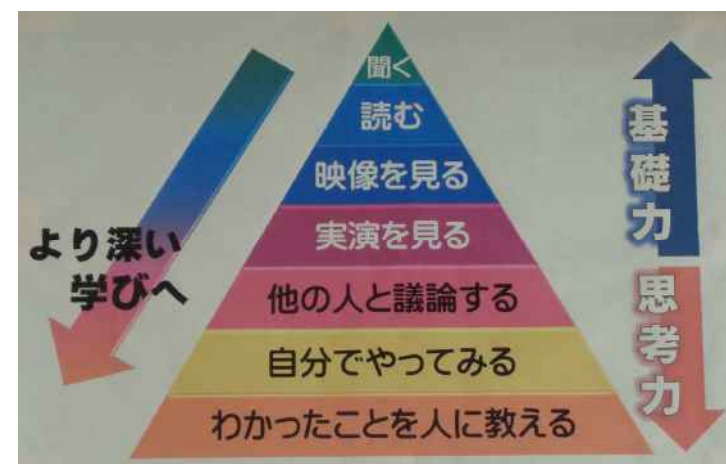 聞く
読む
映像を見る
実演を見る
他の人と議論する
自分でやってみる
わかったことを人に教える
より深い
学びへ
基礎力
思考力